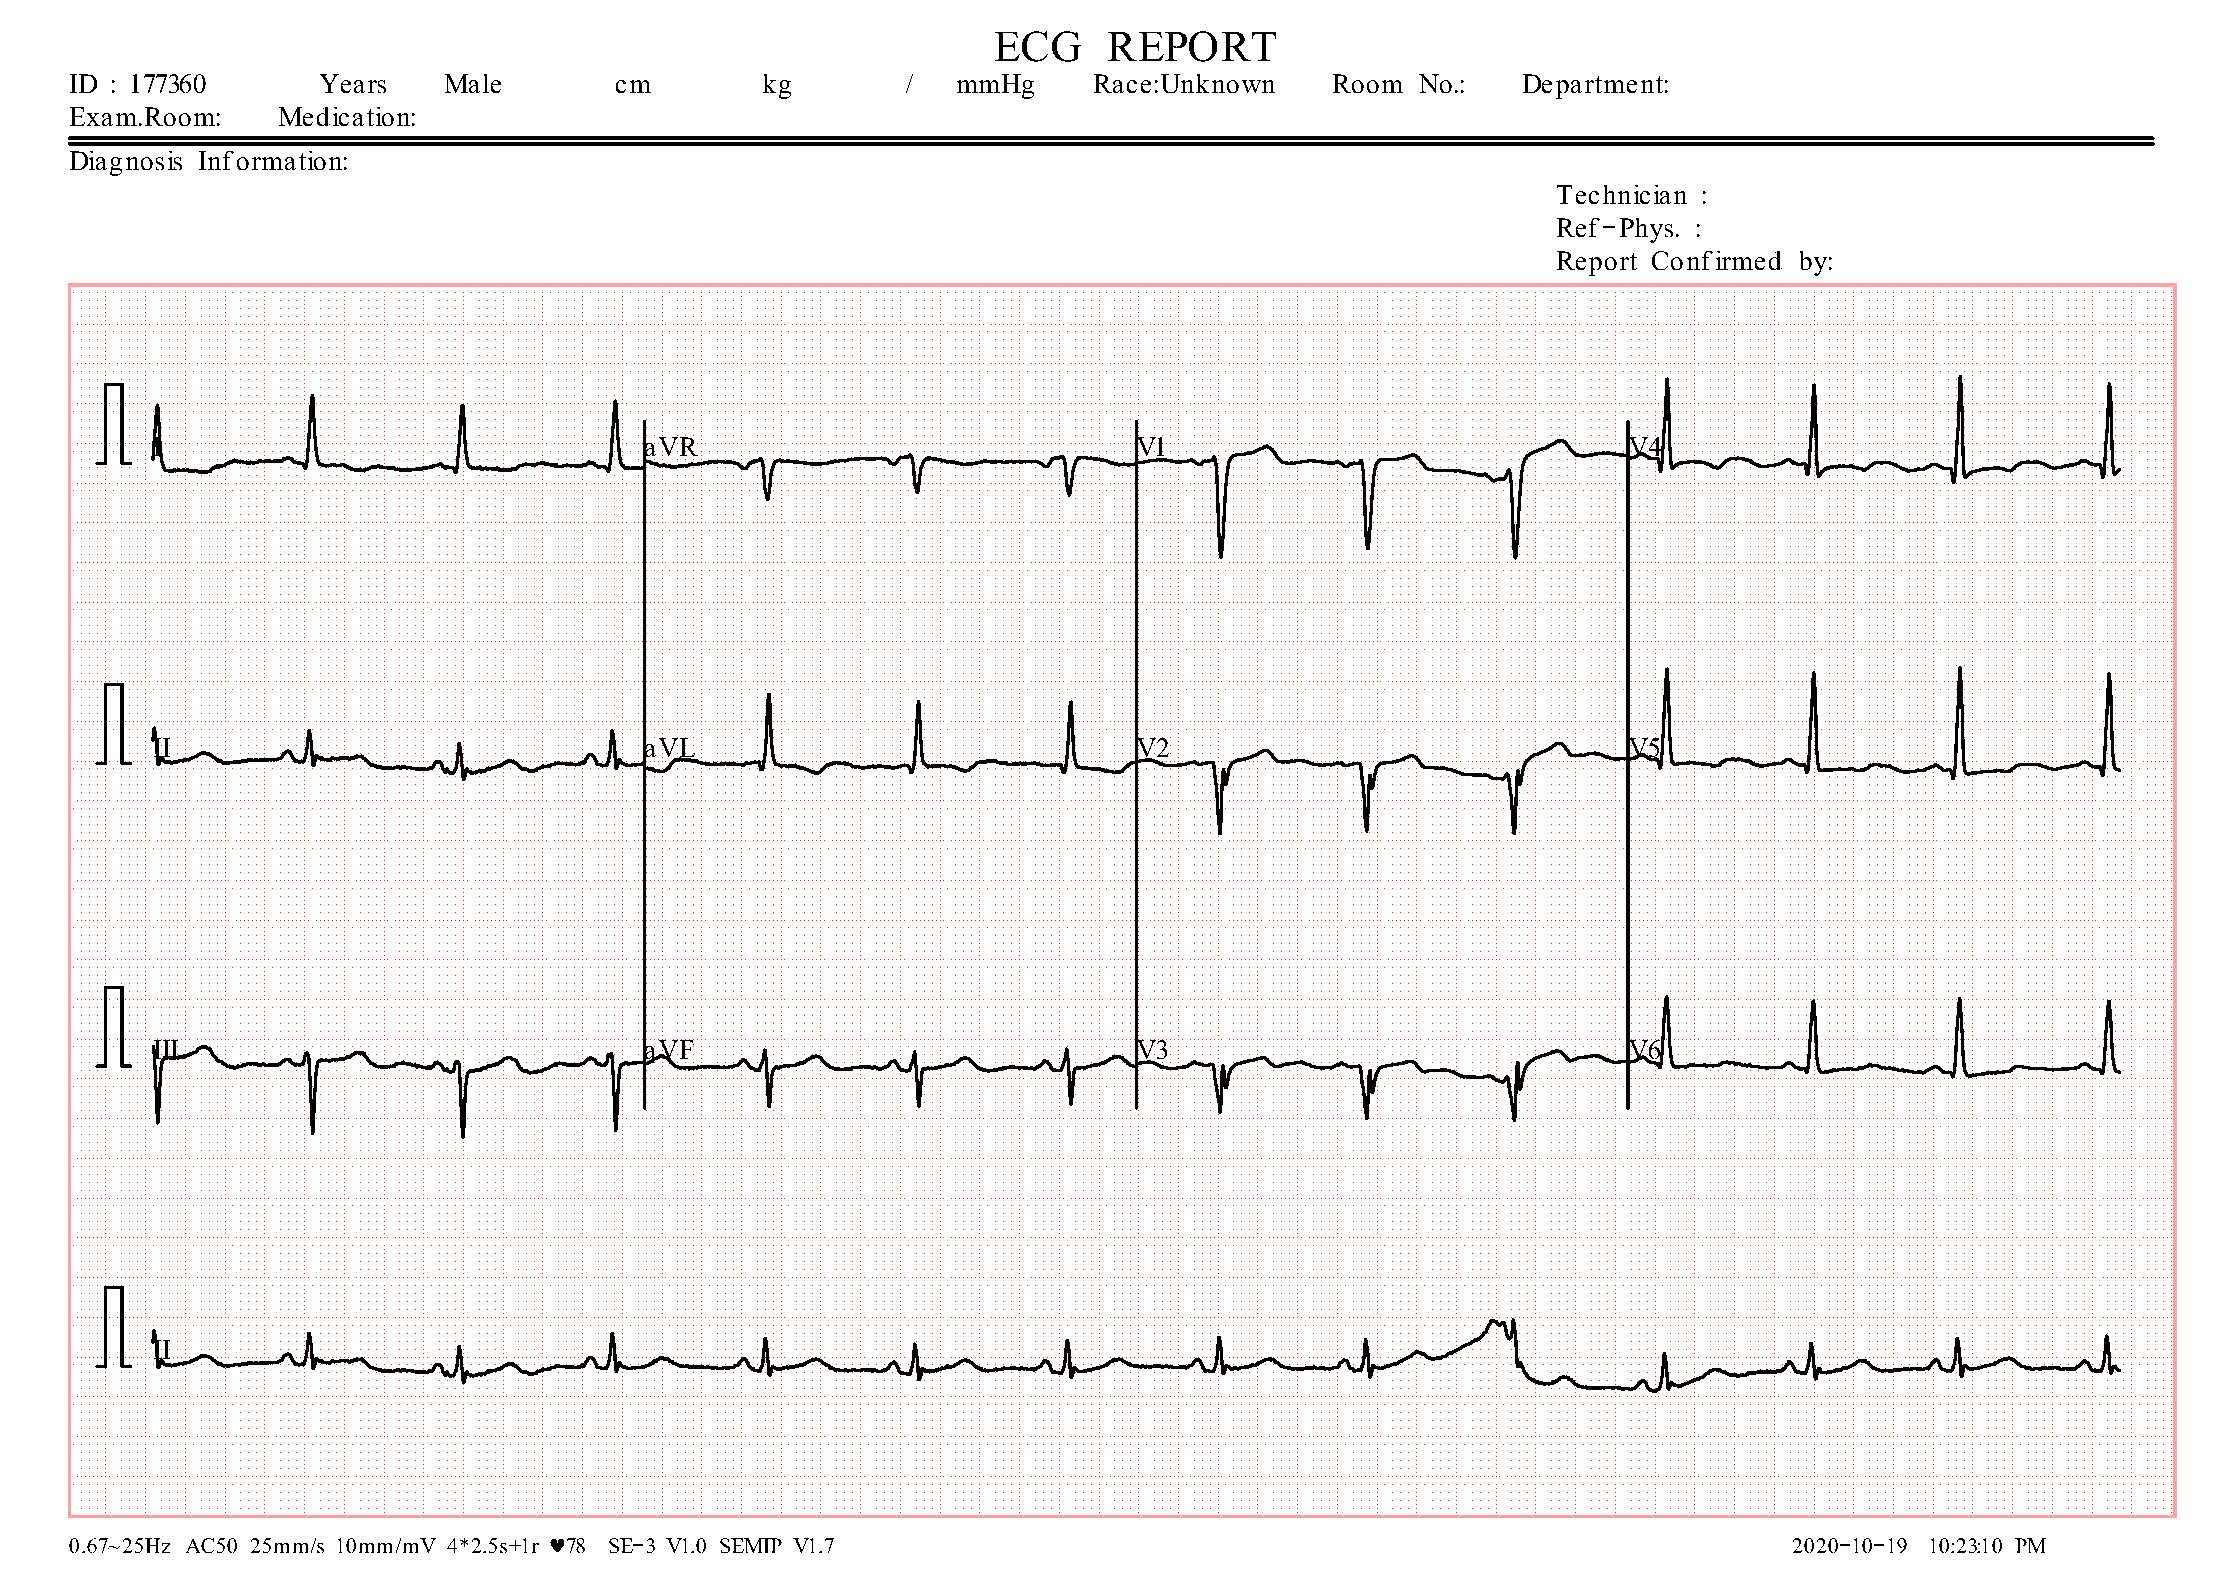 ECG REPORT
ID : 177360 Years Male cm kg / mmHg Race:Unknown Room No.: Department:
Exam.Room: Medication:
Diagnosis Information:
Technician :
Ref-Phys. :
Report Confirmed by:
I aVR V1 V4
II aVL V2 V5
III aVF V3 V6
II
0.67~25Hz AC50 25mm/s 10mm/mV 4*2.5s+1r ♥78 SE-3 V1.0 SEMIP V1.7 2020-10-19 10:23:10 PM